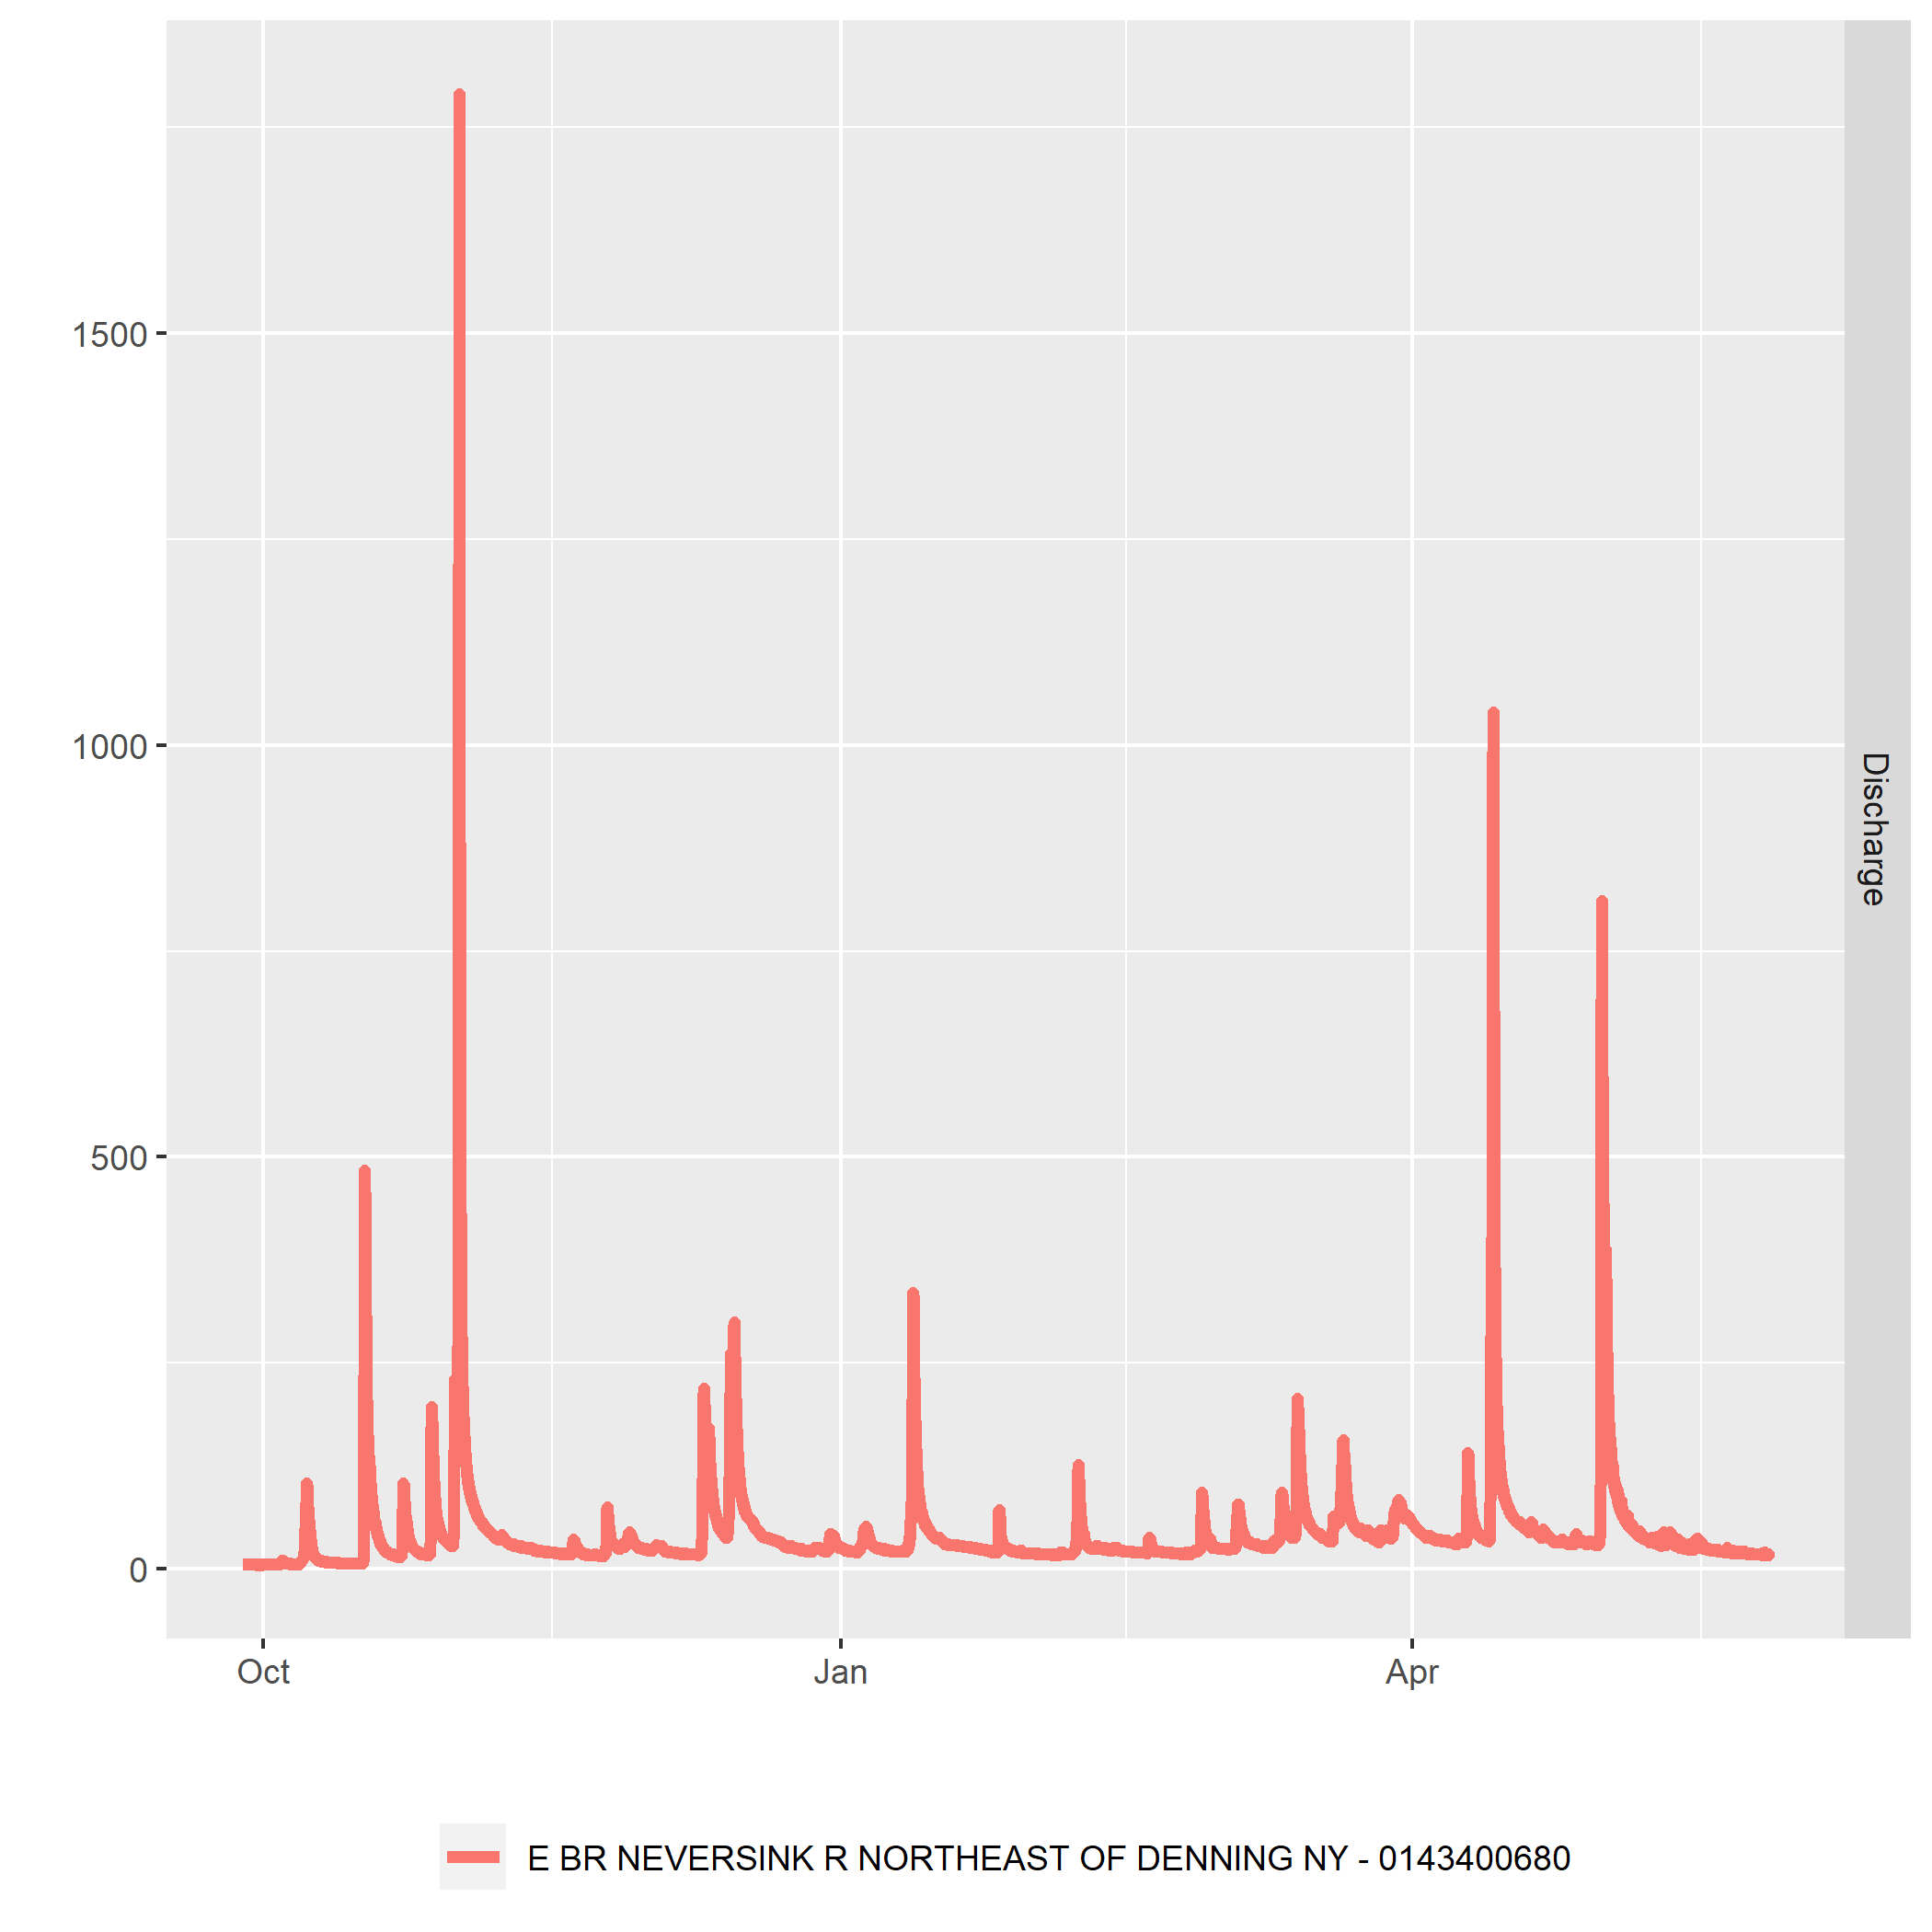 1500
1000
500
0
Discharge
Oct Jan Apr
E BR NEVERSINK R NORTHEAST OF DENNING NY - 0143400680